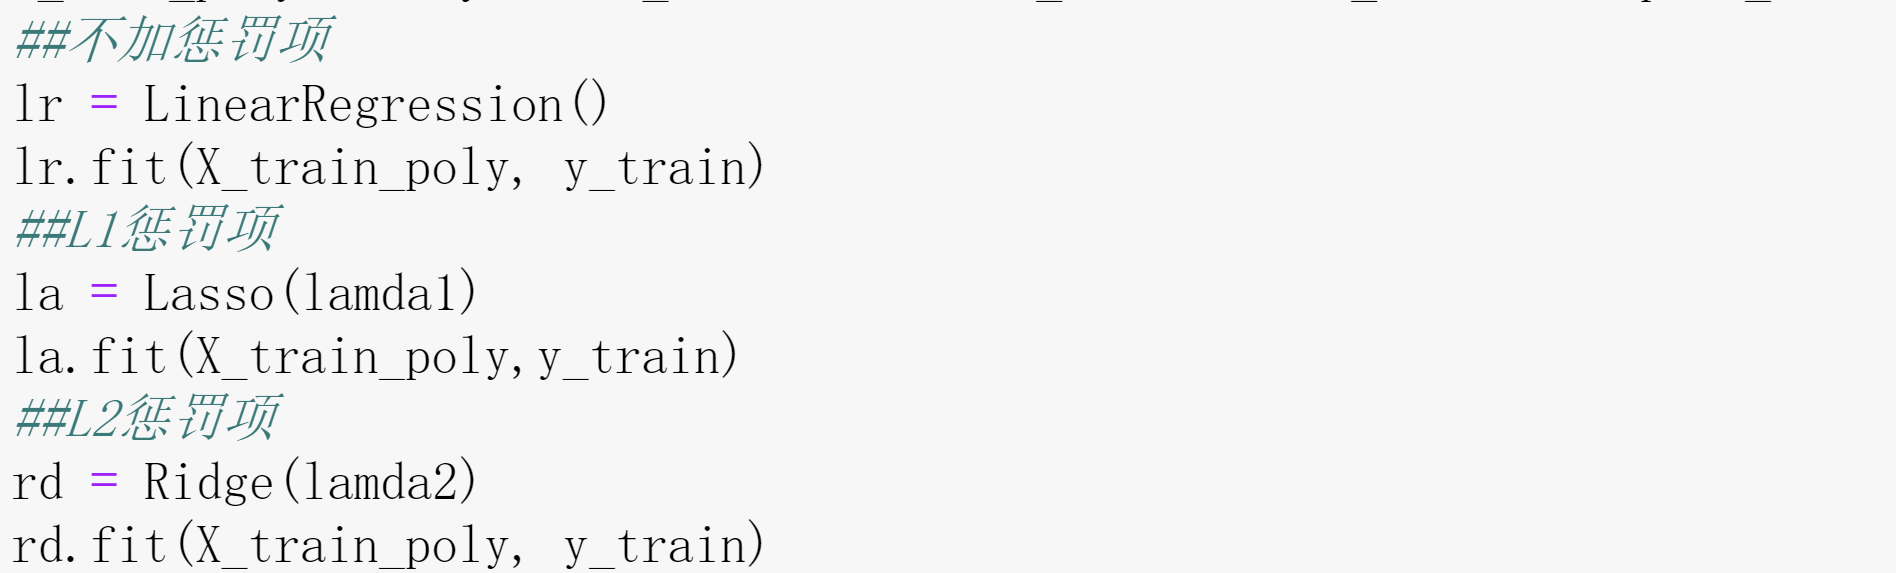 ##不加惩罚项
lr = LinearRegression()
lr.fit(X_train_poly, y_train)
##L1惩罚项
la = Lasso(lamda1)
la.fit(X_train_poly,y_train)
##L2惩罚项
rd = Ridge(lamda2)
rd.fit(X_train_poly, y_train)